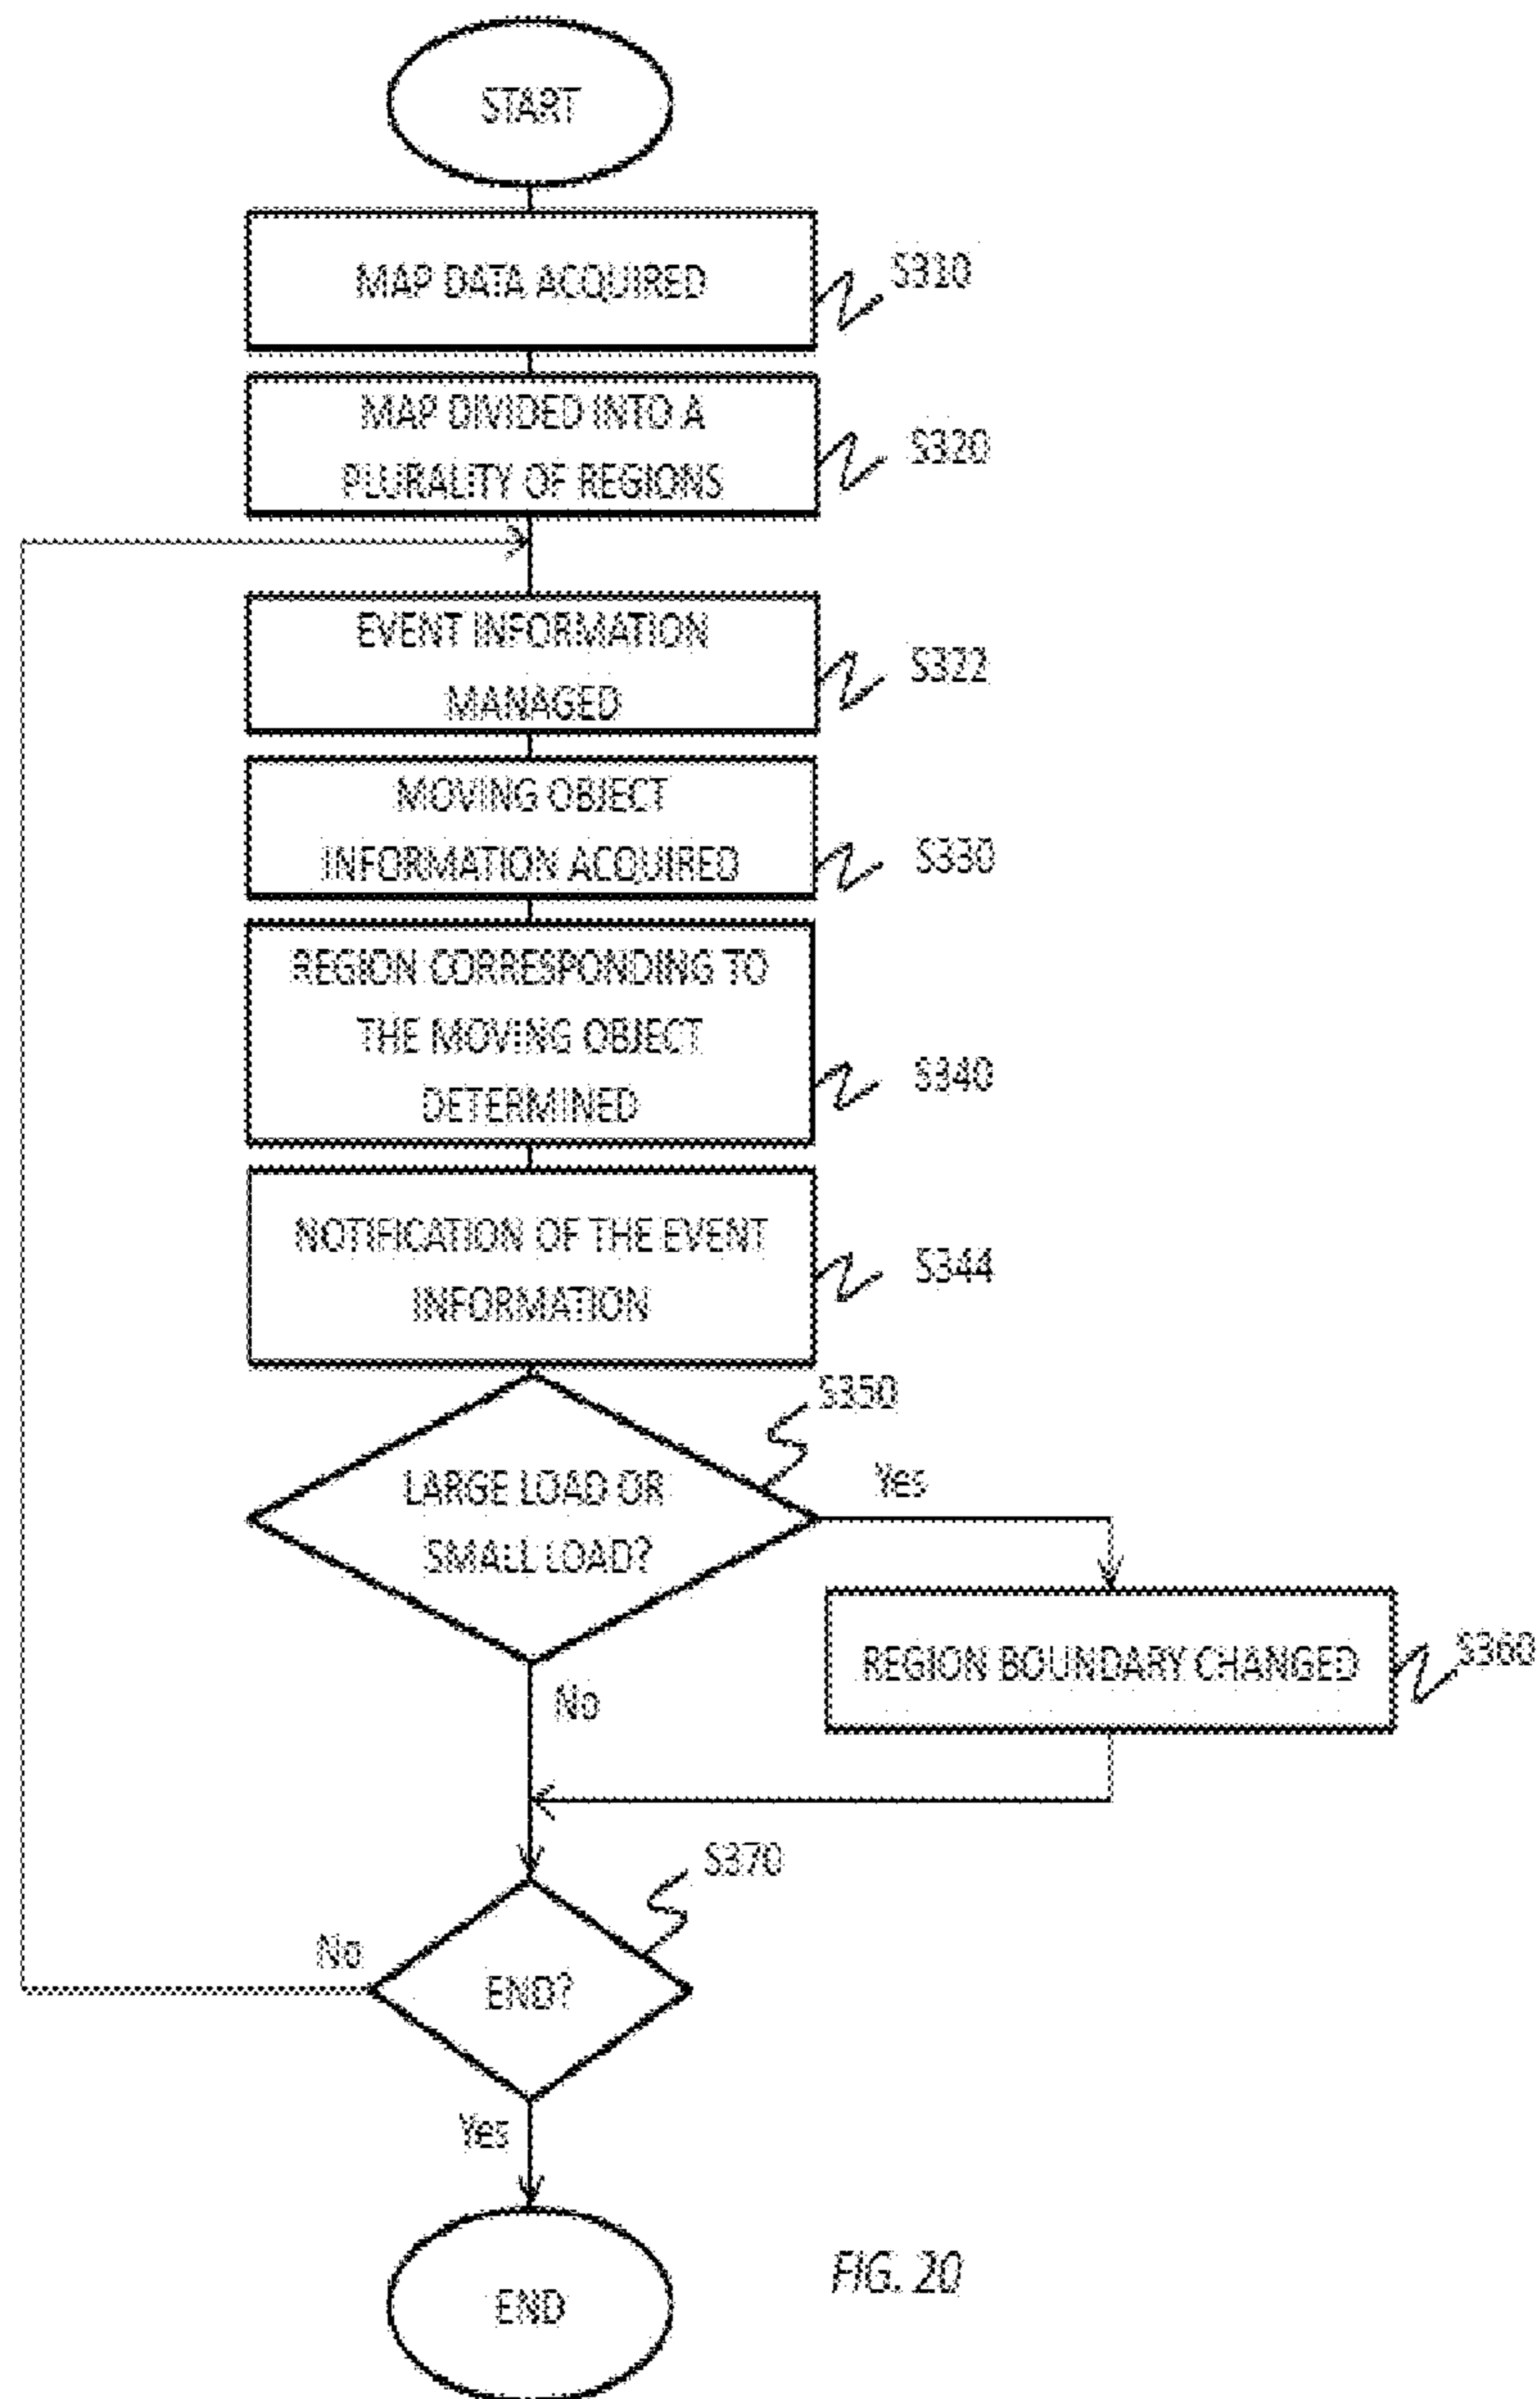 START
MAP DATA ACQUIRED
S310
MAP DIVIDED INTO A
PLURALITY OF REGIONS
S320
EVENT INFORMATION
MANAGED
S322
MOVING OBJECT
INFORMATION ACQUIRED
S330
REGION CORRESPONDING TO
THE MOVING OBJECT
DETERMINED
S340
NOTIFICATION OF THE EVENT
INFORMATION
S344
S350
LARGE LOAD OR
SMALL LOAD?
Yes
REGION BOUNDARY CHANGED
S360
No
S370
No
END?
Yes
END
FIG. 20